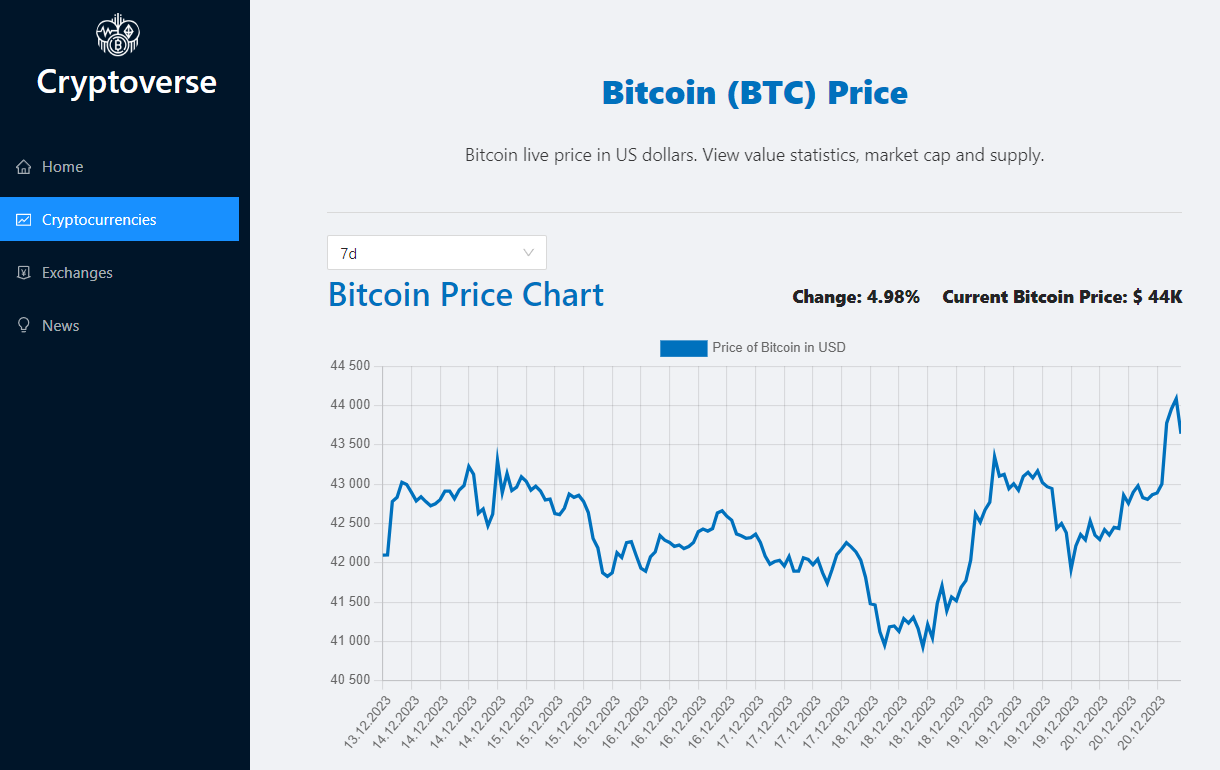 Cryptoverse
Home
Cryptocurrencies
Exchanges
News
Bitcoin (BTC) Price
Bitcoin live price in US dollars. View value statistics, market cap and supply.
7d
Bitcoin Price Chart
Change: 4.98% Current Bitcoin Price: $ 44K
Price of Bitcoin in USD
44 500
44 000
43 500
43 000
42 500
42 000
41 500
41 000
40 500
13.12.2023 14.12.2023 14.12.2023 14.12.2023 14.12.2023 15.12.2023 15.12.2023 15.12.2023 15.12.2023 16.12.2023 16.12.2023 16.12.2023 16.12.2023 17.12.2023 17.12.2023 17.12.2023 17.12.2023 18.12.2023 18.12.2023 18.12.2023 18.12.2023 19.12.2023 19.12.2023 19.12.2023 19.12.2023 20.12.2023 20.12.2023 20.12.2023